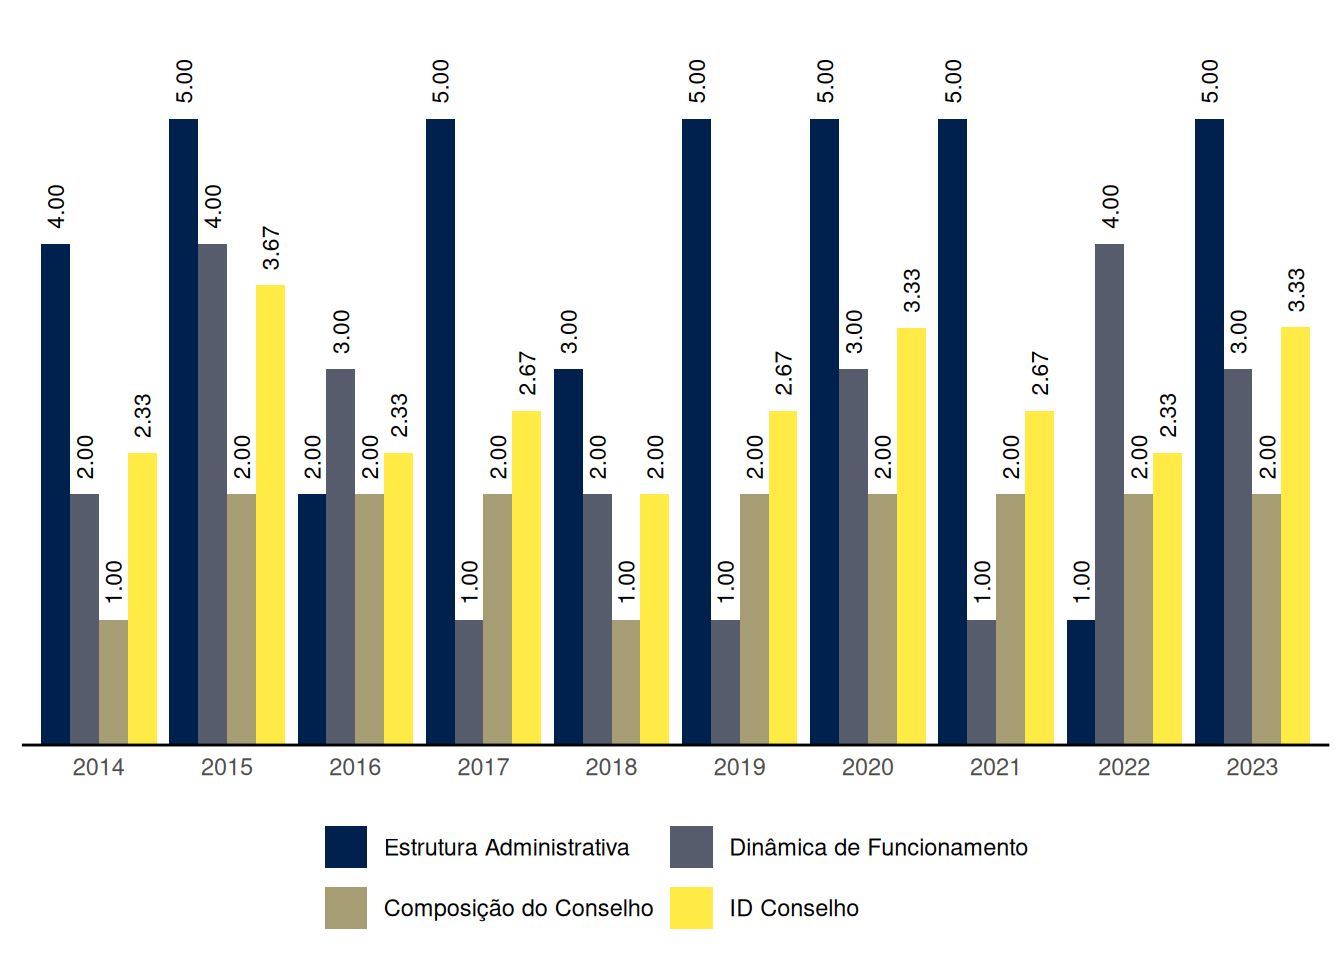 4.00 2.00 1.00 2.33 5.00 4.00 2.00 3.67 2.00 3.00 2.00 2.33 5.00 1.00 2.00 2.67 3.00 2.00 1.00 2.00 5.00 1.00 2.00 2.67 5.00 3.00 2.00 3.33 5.00 1.00 2.00 2.67 1.00 4.00 2.00 2.33 5.00 3.00 2.00 3.33
2014 2015 2016 2017 2018 2019 2020 2021 2022 2023
Estrutura Administrativa Dinâmica de Funcionamento
Composição do Conselho ID Conselho